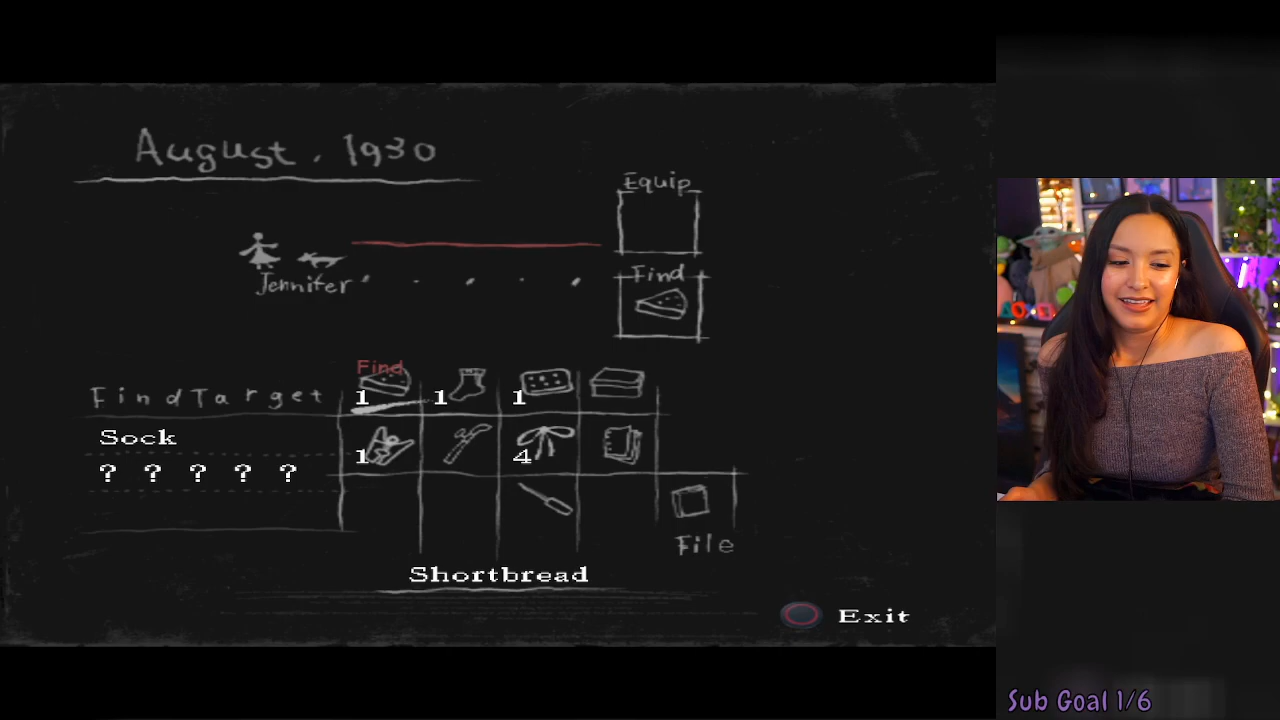 August. 1930
Equip
Jennifer
Find
Find
FindTarget
1 1 1
Sock
1 4
? ? ? ? ?
File
Shortbread
Exit
Sub Goal 1/6